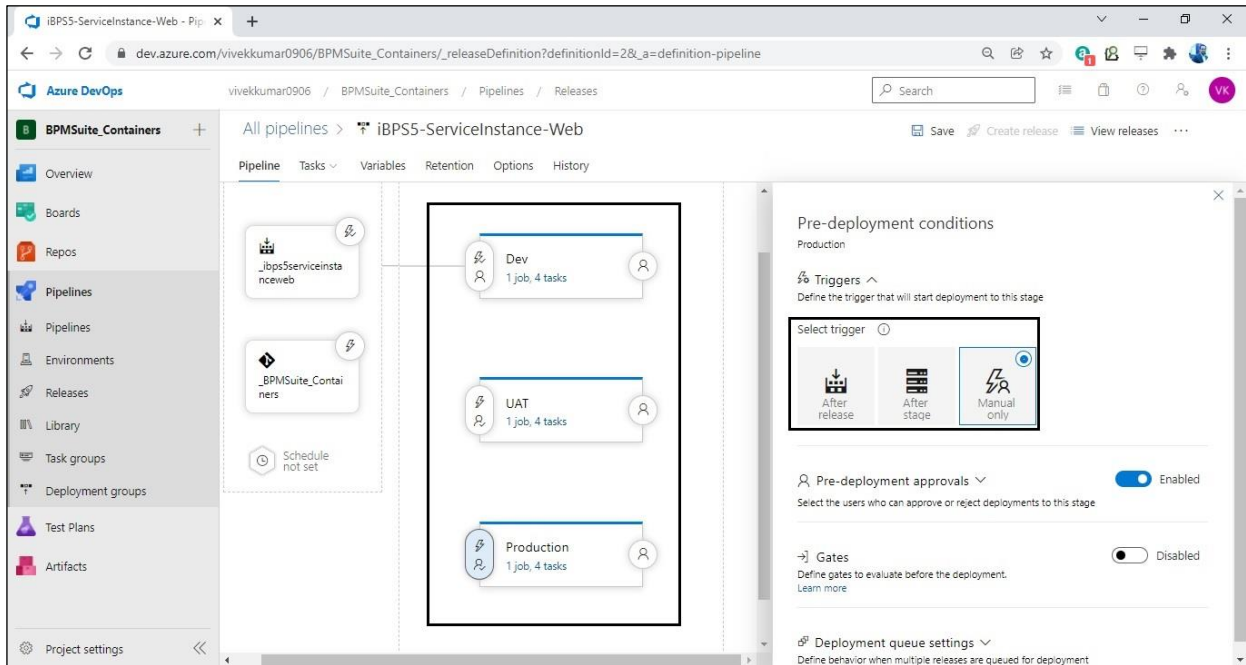 iBPS5-ServiceInstance-Web - Pip
dev.azure.com/vivekkumar0906/BPMSuite_Containers/_releaseDefinition?definitionId=2&_a=definition-pipeline
1
Azure DevOps
vivekkumar0906 / BPMSuite_Containers / Pipelines / Releases
Search
VK
B BPMSuite_Containers
All pipelines > iBPS5-ServiceInstance-Web
Save
Create release
View releases
Pipeline Tasks Variables Retention Options History
Overview
Boards
Repos
Pipelines
Pipelines
Environments
Releases
Library
Task groups
Deployment groups
Test Plans
Artifacts
Project settings
_ibps5serviceinsta
nceweb
_BPMSuite_Contai
ners
Schedule
not set
Dev
1 job, 4 tasks
UAT
1 job, 4 tasks
Production
1 job, 4 tasks
Pre-deployment conditions
Production
Triggers
Define the trigger that will start deployment to this stage
Select trigger
After
release
After
stage
Manual
only
Pre-deployment approvals
Enabled
Select the users who can approve or reject deployments to this stage
Gates
Disabled
Define gates to evaluate before the deployment.
Learn more
Deployment queue settings
Define behavior when multiple releases are queued for deployment